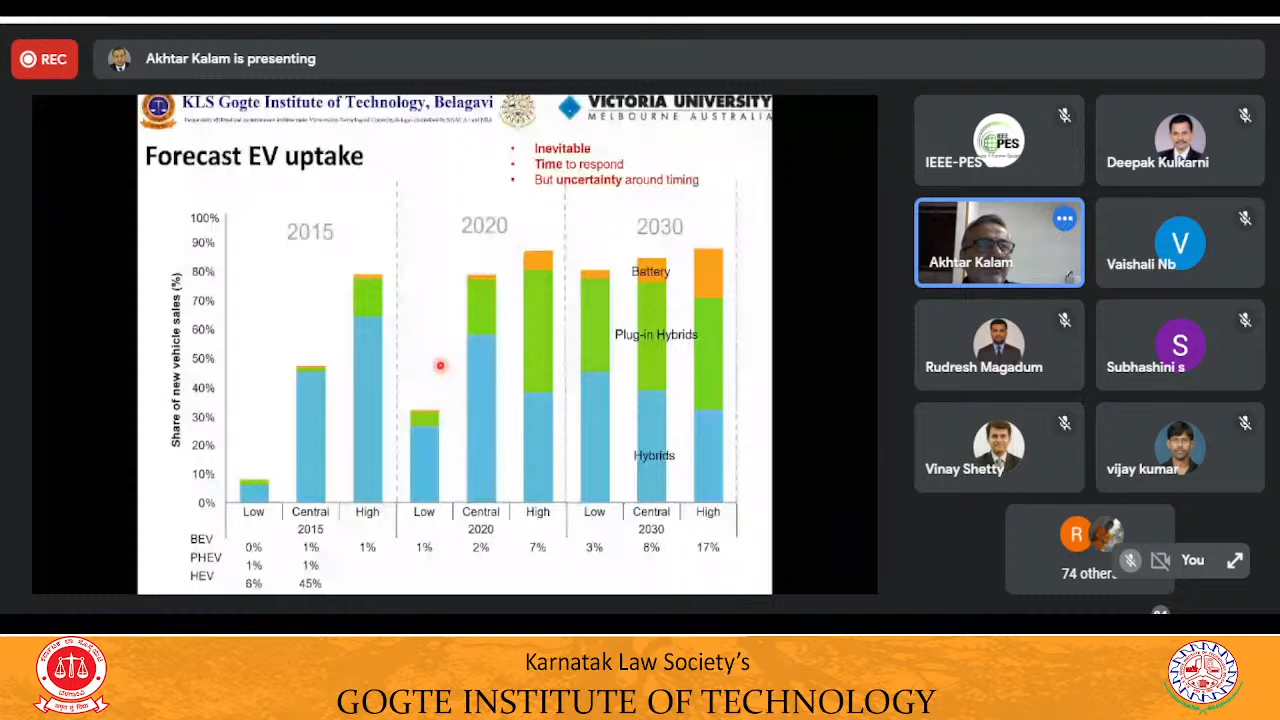 REC
Akhtar Kalam is presenting
KLS Gogte Institute of Technology, Belagavi
VICTORIA UNIVERSITY
MELBOURNE AUSTRALIA
Forecast EV uptake
• Inevitable
• Time to respond
• But uncertainty around timing
Share of new vehicle sales (%)
100%
90%
80%
70%
60%
50%
40%
30%
20%
10%
0%
2015
2020
2030
Battery
Plug-in Hybrids
Hybrids
Low Central High Low Central High Low Central High
2015 2020 2030
BEV 0% 1% 1% 1% 2% 7% 3% 8% 17%
PHEV 1% 1%
HEV 6% 45%
IEEE-PES
IEEE
PES
Deepak Kulkarni
Akhtar Kalam
V
Vaishali Nb
Rudresh Magadum
S
Subhashini s
Vinay Shetty
vijay kumar
R
74 others
You
Karnatak Law Society's
GOGTE INSTITUTE OF TECHNOLOGY